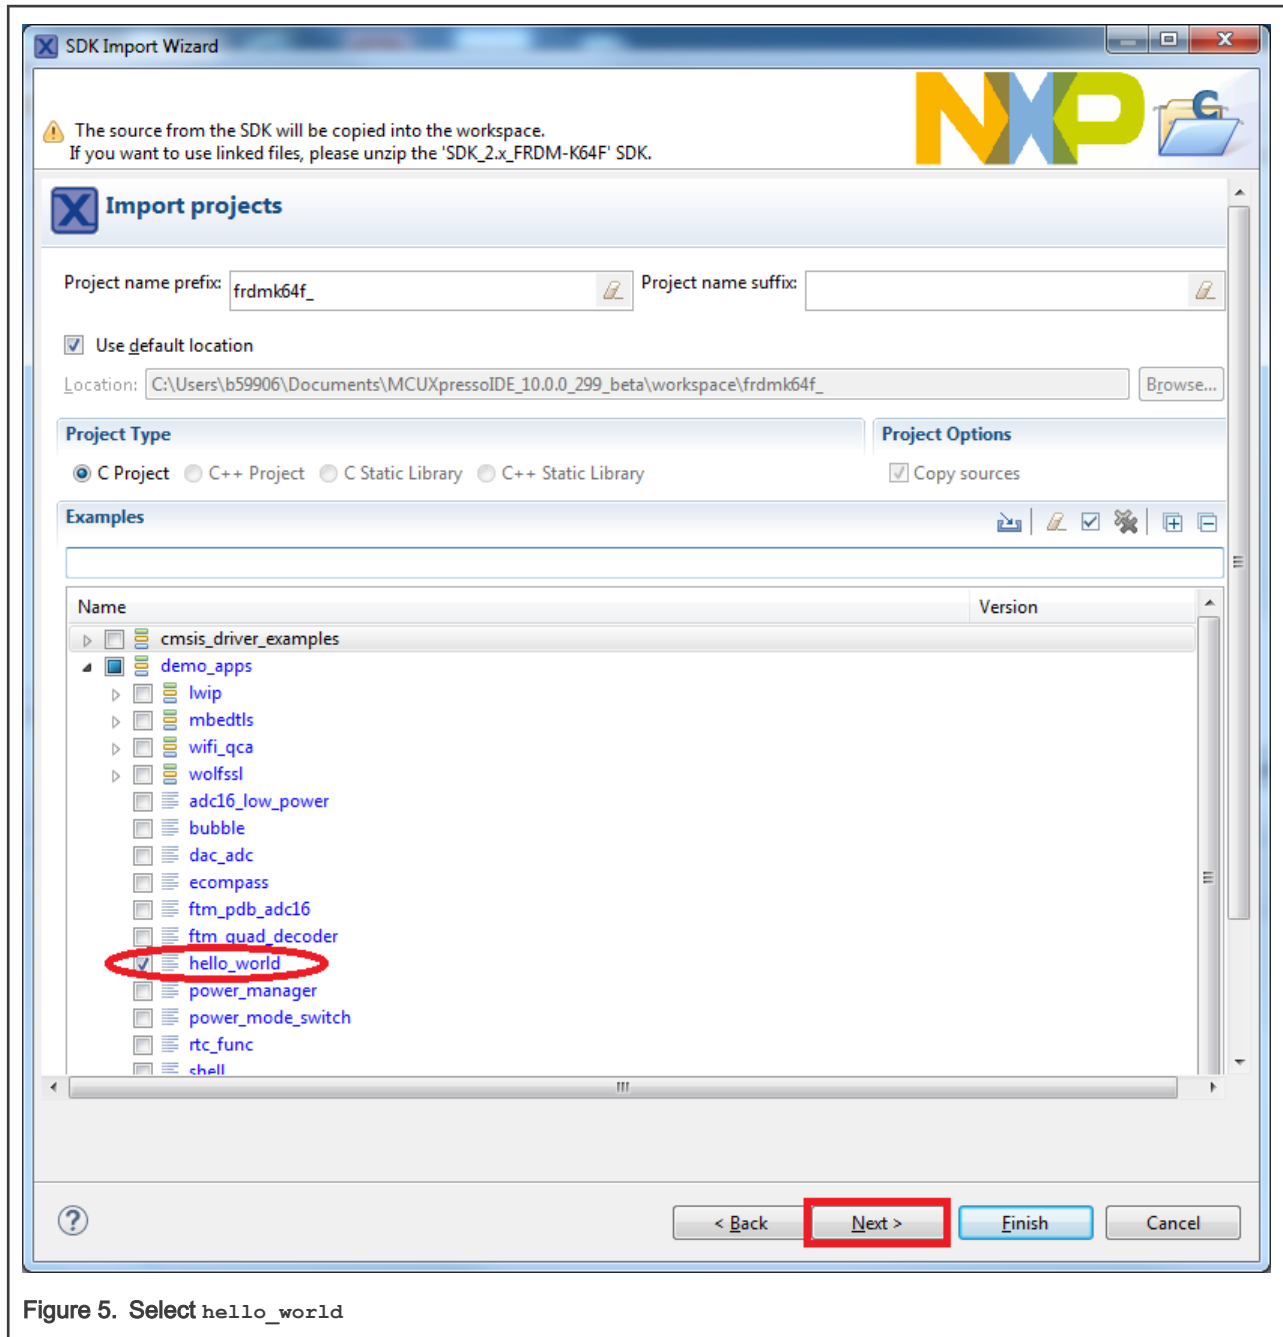 SDK Import Wizard
The source from the SDK will be copied into the workspace.
If you want to use linked files, please unzip the 'SDK_2.x_FRDM-K64F' SDK.
NXP
C
Import projects
Project name prefix: frdmk64f_ Project name suffix:
Use default location
Location: C:\Users\b59906\Documents\MCUXpressoIDE_10.0.0_299_beta\workspace\frdmk64f_ Browse...
Project Type Project Options
C Project C++ Project C Static Library C++ Static Library Copy sources
Examples
Name Version
cmsis_driver_examples
demo_apps
lwip
mbedtls
wifi_qca
wolfssl
adc16_low_power
bubble
dac_adc
ecompass
ftm_pdb_adc16
ftm_quad_decoder
hello_world
power_manager
power_mode_switch
rtc_func
shell
? < Back Next > Finish Cancel
Figure 5. Select hello_world